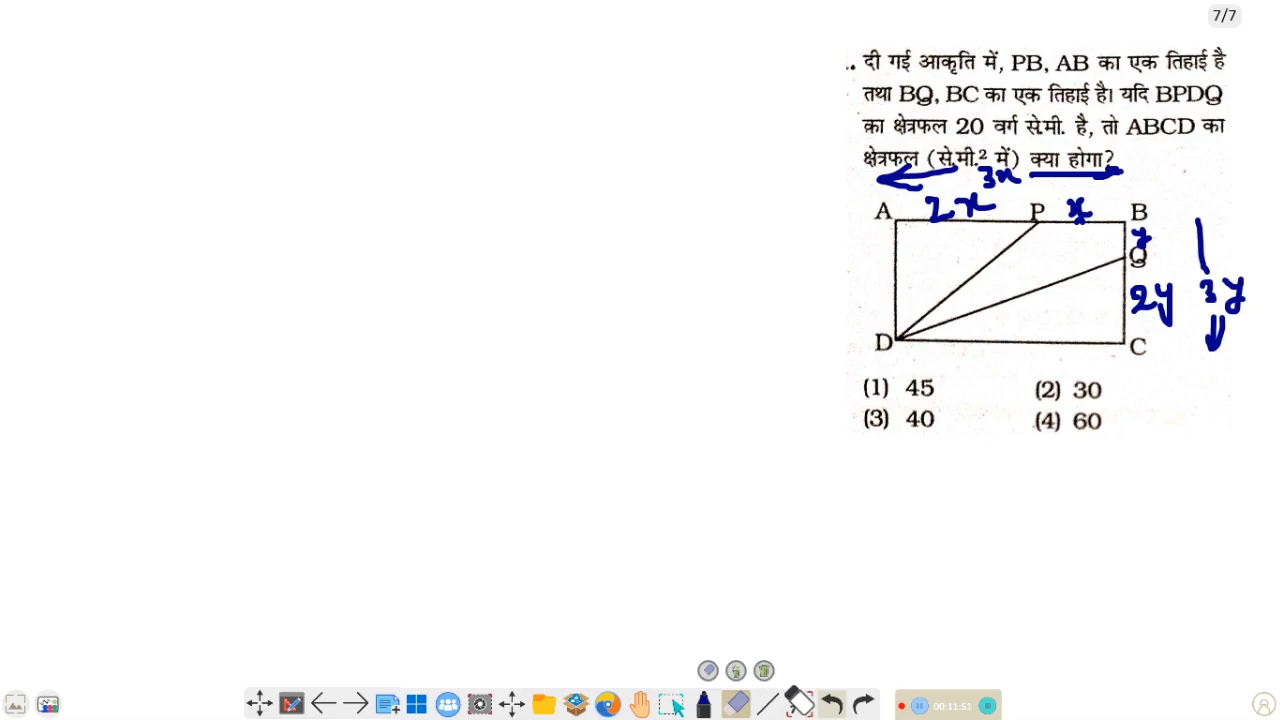 7/7
.. दी गई आकृति में, PB, AB का एक तिहाई है
तथा BQ, BC का एक तिहाई है। यदि BPDQ
का क्षेत्रफल 20 वर्ग से.मी. है, तो ABCD का
क्षेत्रफल (से.मी.² में) क्या होगा?
3x
A 2x P x B
y
Q
2y 3y
D C
(1) 45 (2) 30
(3) 40 (4) 60
00:11:51